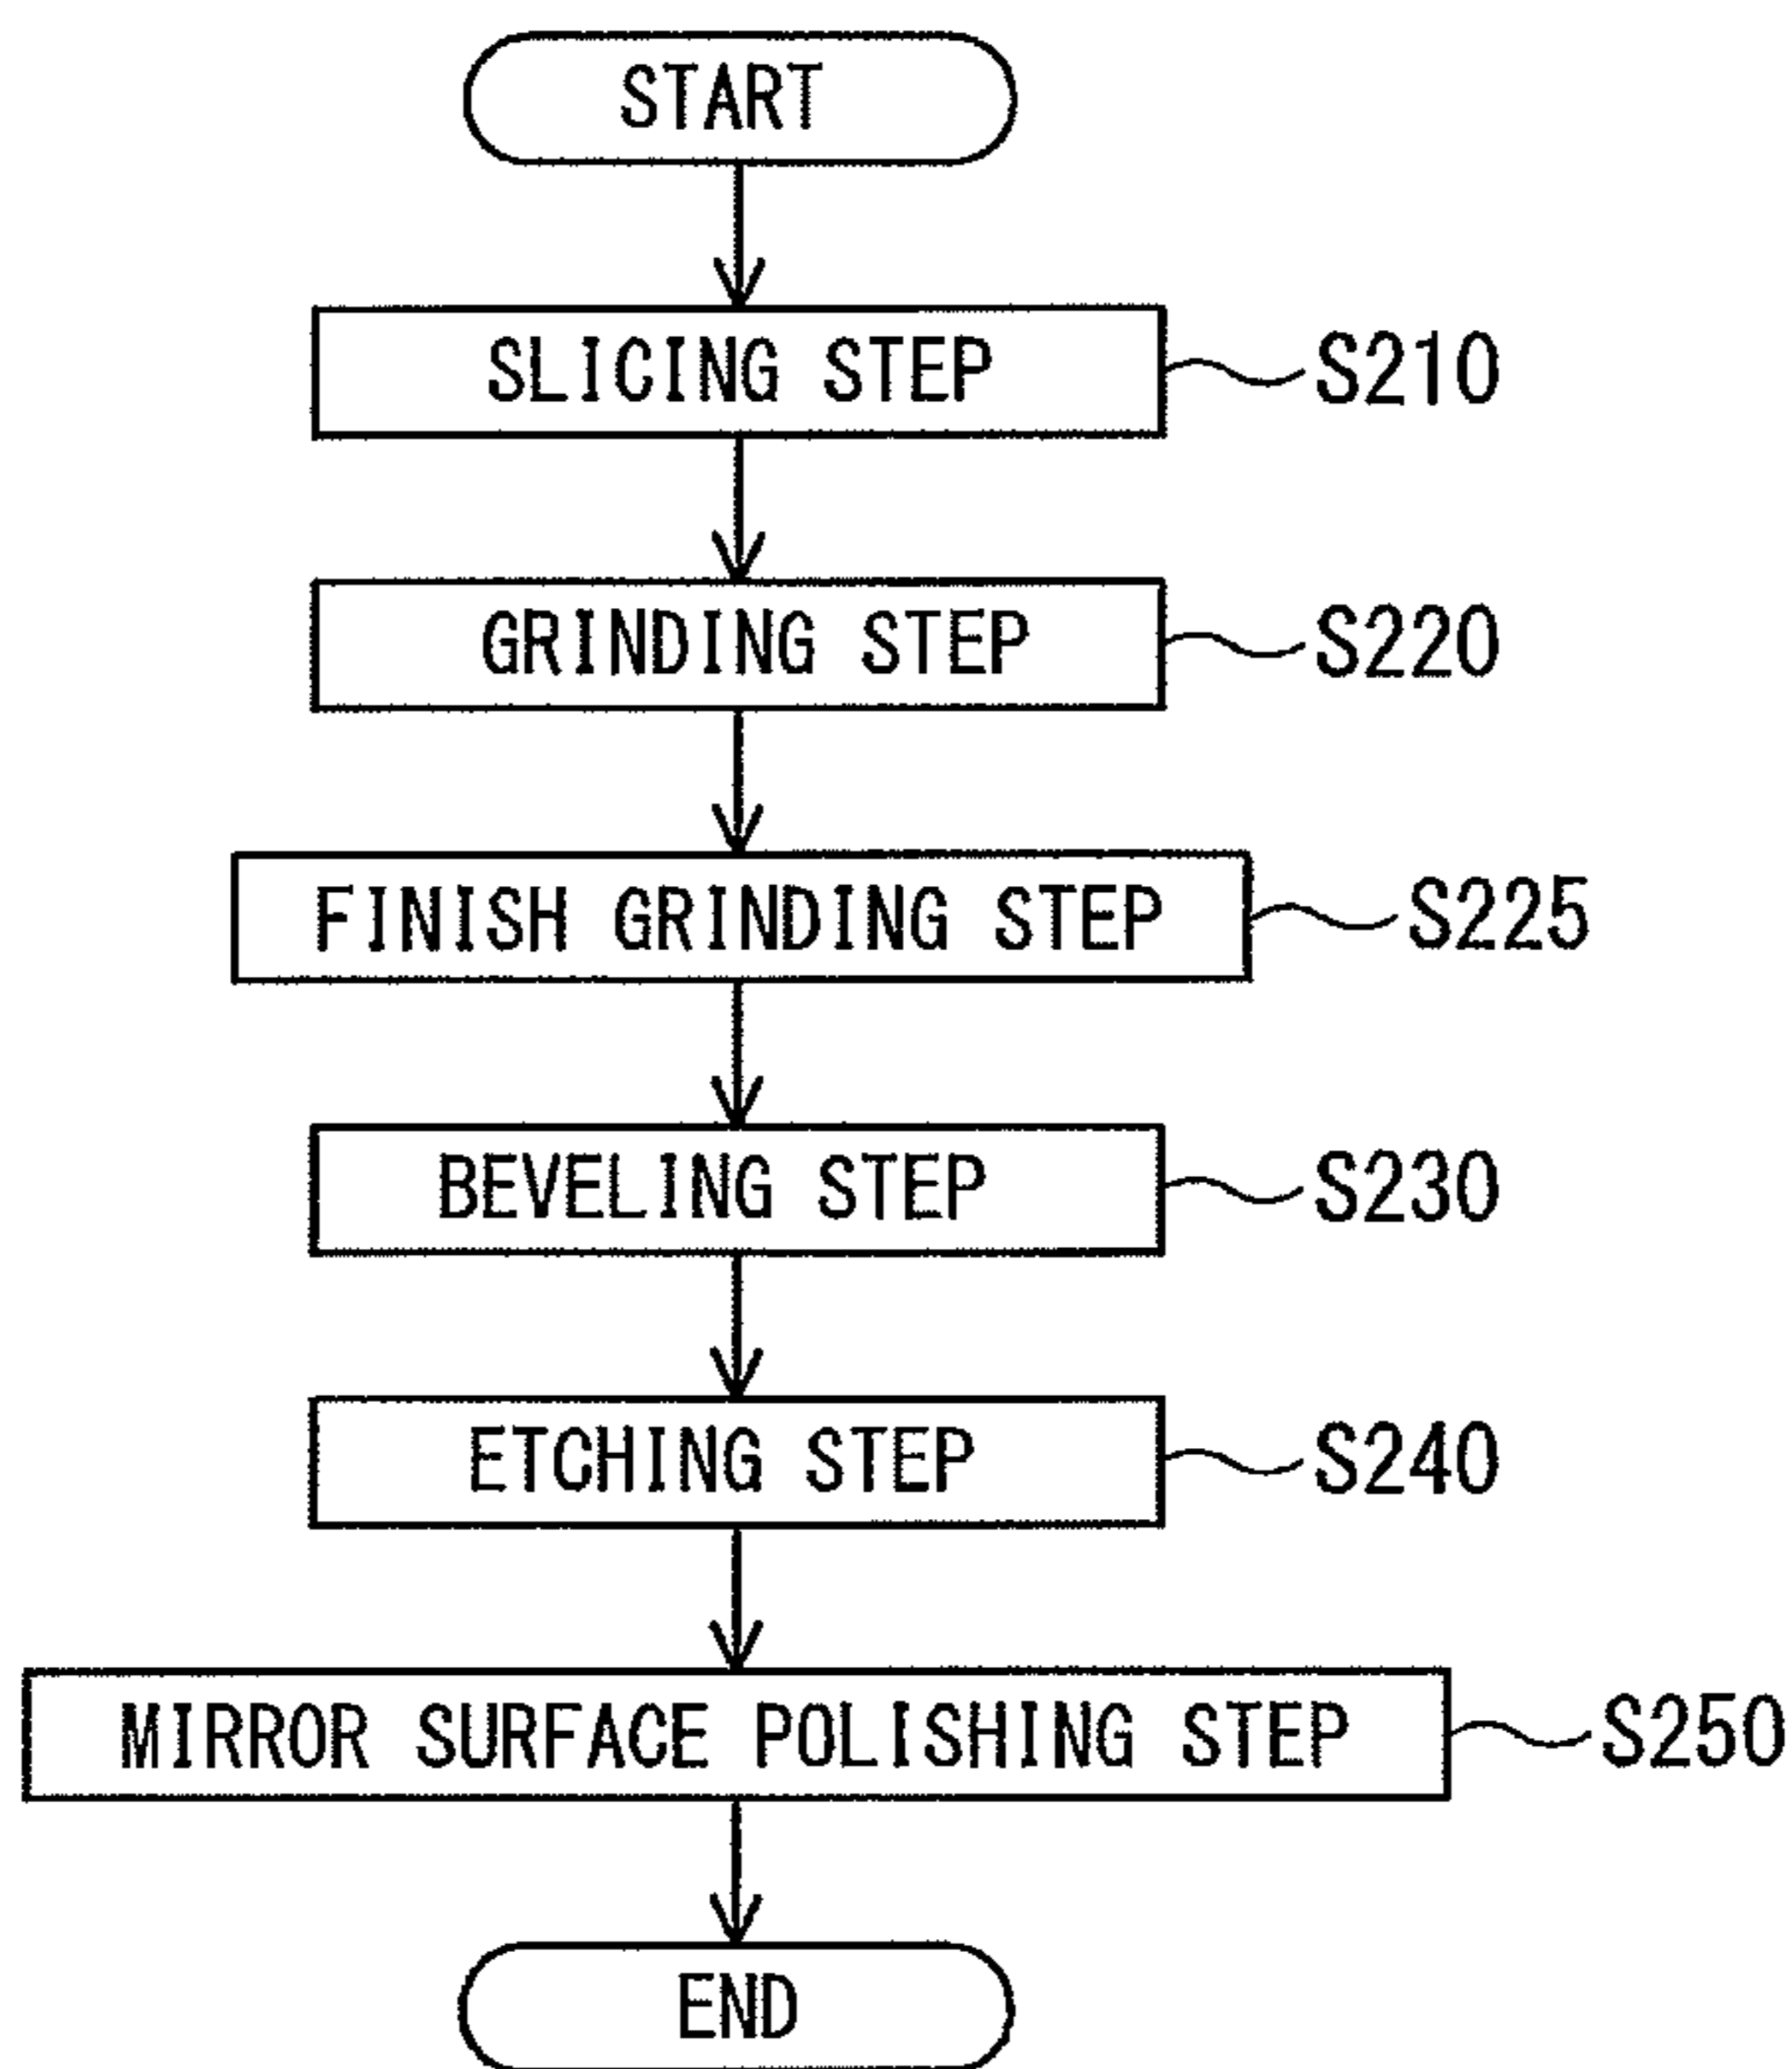 START
SLICING STEP S210
GRINDING STEP S220
FINISH GRINDING STEP S225
BEVELING STEP S230
ETCHING STEP S240
MIRROR SURFACE POLISHING STEP S250
END